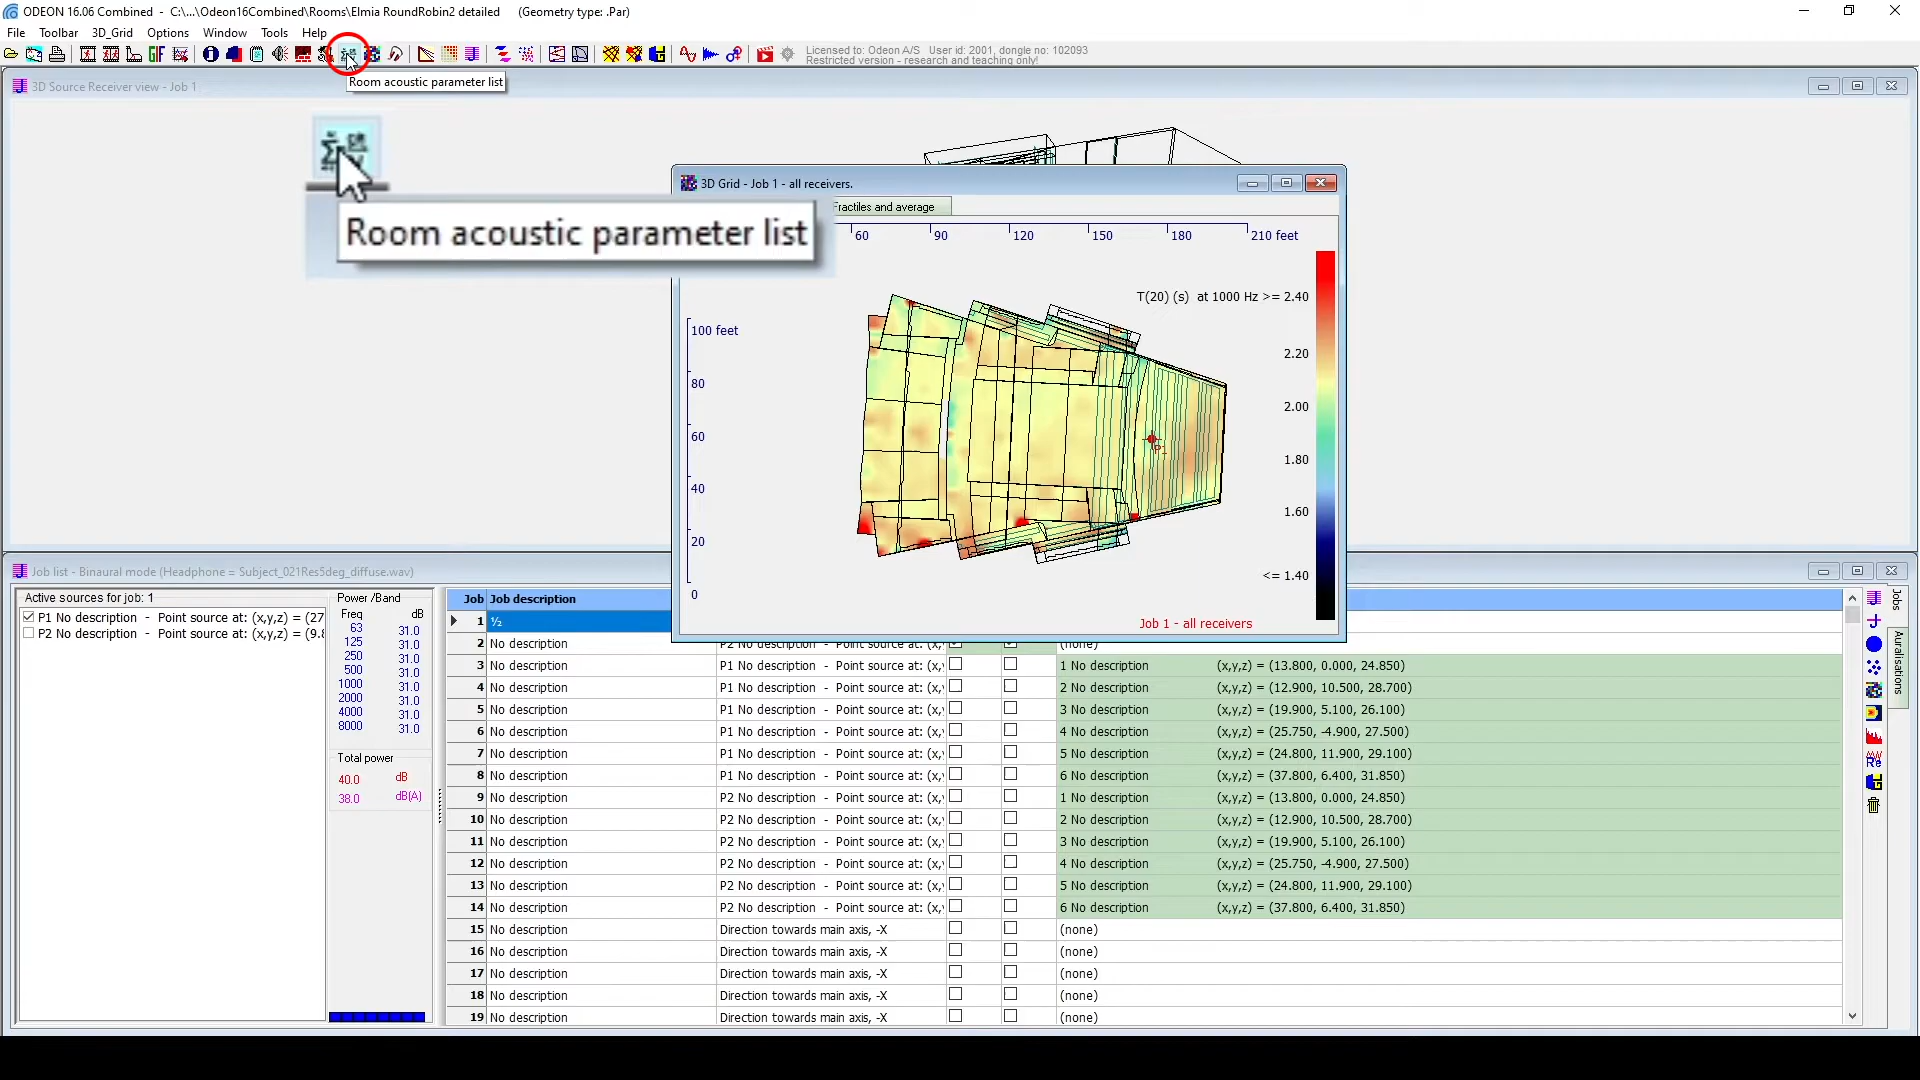 ODEON 16.06 Combined - C:\...\Odeon16Combined\Rooms\Elmia RoundRobin2 detailed (Geometry type: .Par)
File Toolbar 3D_Grid Options Window Tools Help
GIF
Licensed to: Odeon A/S User id: 2001, dongle no: 102093
Restricted version - research and teaching only!
Room acoustic parameter list
3D Source Receiver view - Job 1
Room acoustic parameter list
3D Grid - Job 1 - all receivers.
Fractiles and average
60 90 120 150 180 210 feet
T(20) (s) at 1000 Hz >= 2.40
2.20
2.00
1.80
1.60
<= 1.40
100 feet
80
60
40
20
0
P1
Job 1 - all receivers
Job list - Binaural mode (Headphone = Subject_021Res5deg_diffuse.wav)
Active sources for job: 1
P1 No description - Point source at: (x,y,z) = (27
P2 No description - Point source at: (x,y,z) = (9.8
Power /Band
Freq dB
63 31.0
125 31.0
250 31.0
500 31.0
1000 31.0
2000 31.0
4000 31.0
8000 31.0
Total power
40.0 dB
38.0 dB(A)
Job Job description
1 ½
2 No description P2 No description - Point source at: (x,y (none)
3 No description P1 No description - Point source at: (x,y 1 No description (x,y,z) = (13.800, 0.000, 24.850)
4 No description P1 No description - Point source at: (x,y 2 No description (x,y,z) = (12.900, 10.500, 28.700)
5 No description P1 No description - Point source at: (x,y 3 No description (x,y,z) = (19.900, 5.100, 26.100)
6 No description P1 No description - Point source at: (x,y 4 No description (x,y,z) = (25.750, -4.900, 27.500)
7 No description P1 No description - Point source at: (x,y 5 No description (x,y,z) = (24.800, 11.900, 29.100)
8 No description P1 No description - Point source at: (x,y 6 No description (x,y,z) = (37.800, 6.400, 31.850)
9 No description P2 No description - Point source at: (x,y 1 No description (x,y,z) = (13.800, 0.000, 24.850)
10 No description P2 No description - Point source at: (x,y 2 No description (x,y,z) = (12.900, 10.500, 28.700)
11 No description P2 No description - Point source at: (x,y 3 No description (x,y,z) = (19.900, 5.100, 26.100)
12 No description P2 No description - Point source at: (x,y 4 No description (x,y,z) = (25.750, -4.900, 27.500)
13 No description P2 No description - Point source at: (x,y 5 No description (x,y,z) = (24.800, 11.900, 29.100)
14 No description P2 No description - Point source at: (x,y 6 No description (x,y,z) = (37.800, 6.400, 31.850)
15 No description Direction towards main axis, -X (none)
16 No description Direction towards main axis, -X (none)
17 No description Direction towards main axis, -X (none)
18 No description Direction towards main axis, -X (none)
19 No description Direction towards main axis, -X (none)
Jobs
Auralisations
Re